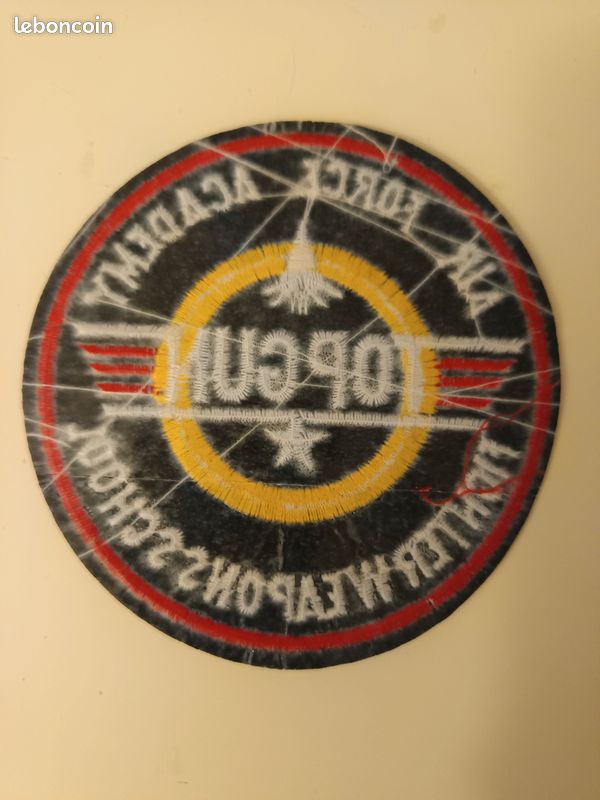 leboncoin
AIR FORCE ACADEMY
TOPGUN
FIGHTER WEAPONS SCHOOL